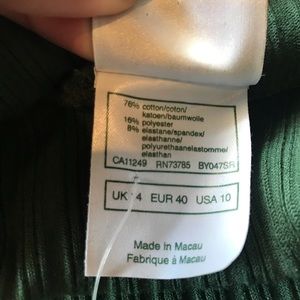 76% cotton/coton/
katoen/baumwolle
16% polyester
8% elastane/spandex/
elasthanne/
polyurethanelastomme/
elasthan
CA11249 RN73785 BY047SR
UK 14 EUR 40 USA 10
Made in Macau
Fabriqué à Macau